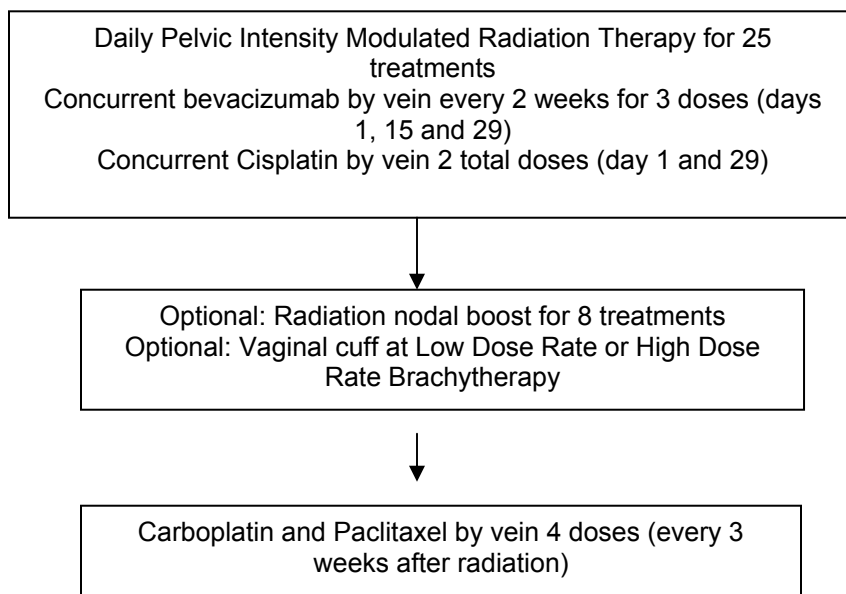 Daily Pelvic Intensity Modulated Radiation Therapy for 25
treatments
Concurrent bevacizumab by vein every 2 weeks for 3 doses (days
1, 15 and 29)
Concurrent Cisplatin by vein 2 total doses (day 1 and 29)
Optional: Radiation nodal boost for 8 treatments
Optional: Vaginal cuff at Low Dose Rate or High Dose
Rate Brachytherapy
Carboplatin and Paclitaxel by vein 4 doses (every 3
weeks after radiation)